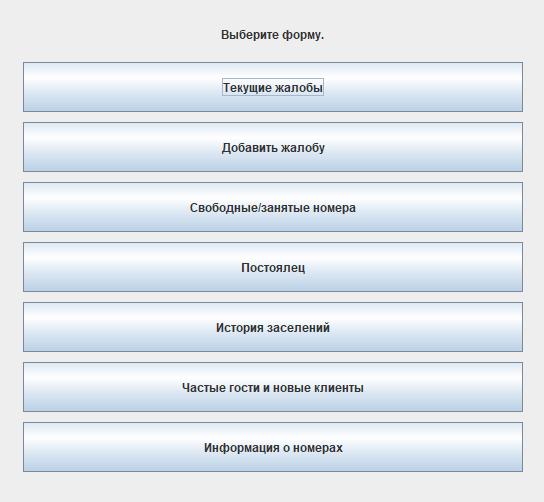 Выберите форму.
Текущие жалобы
Добавить жалобу
Свободные/занятые номера
Постоялец
История заселений
Частые гости и новые клиенты
Информация о номерах